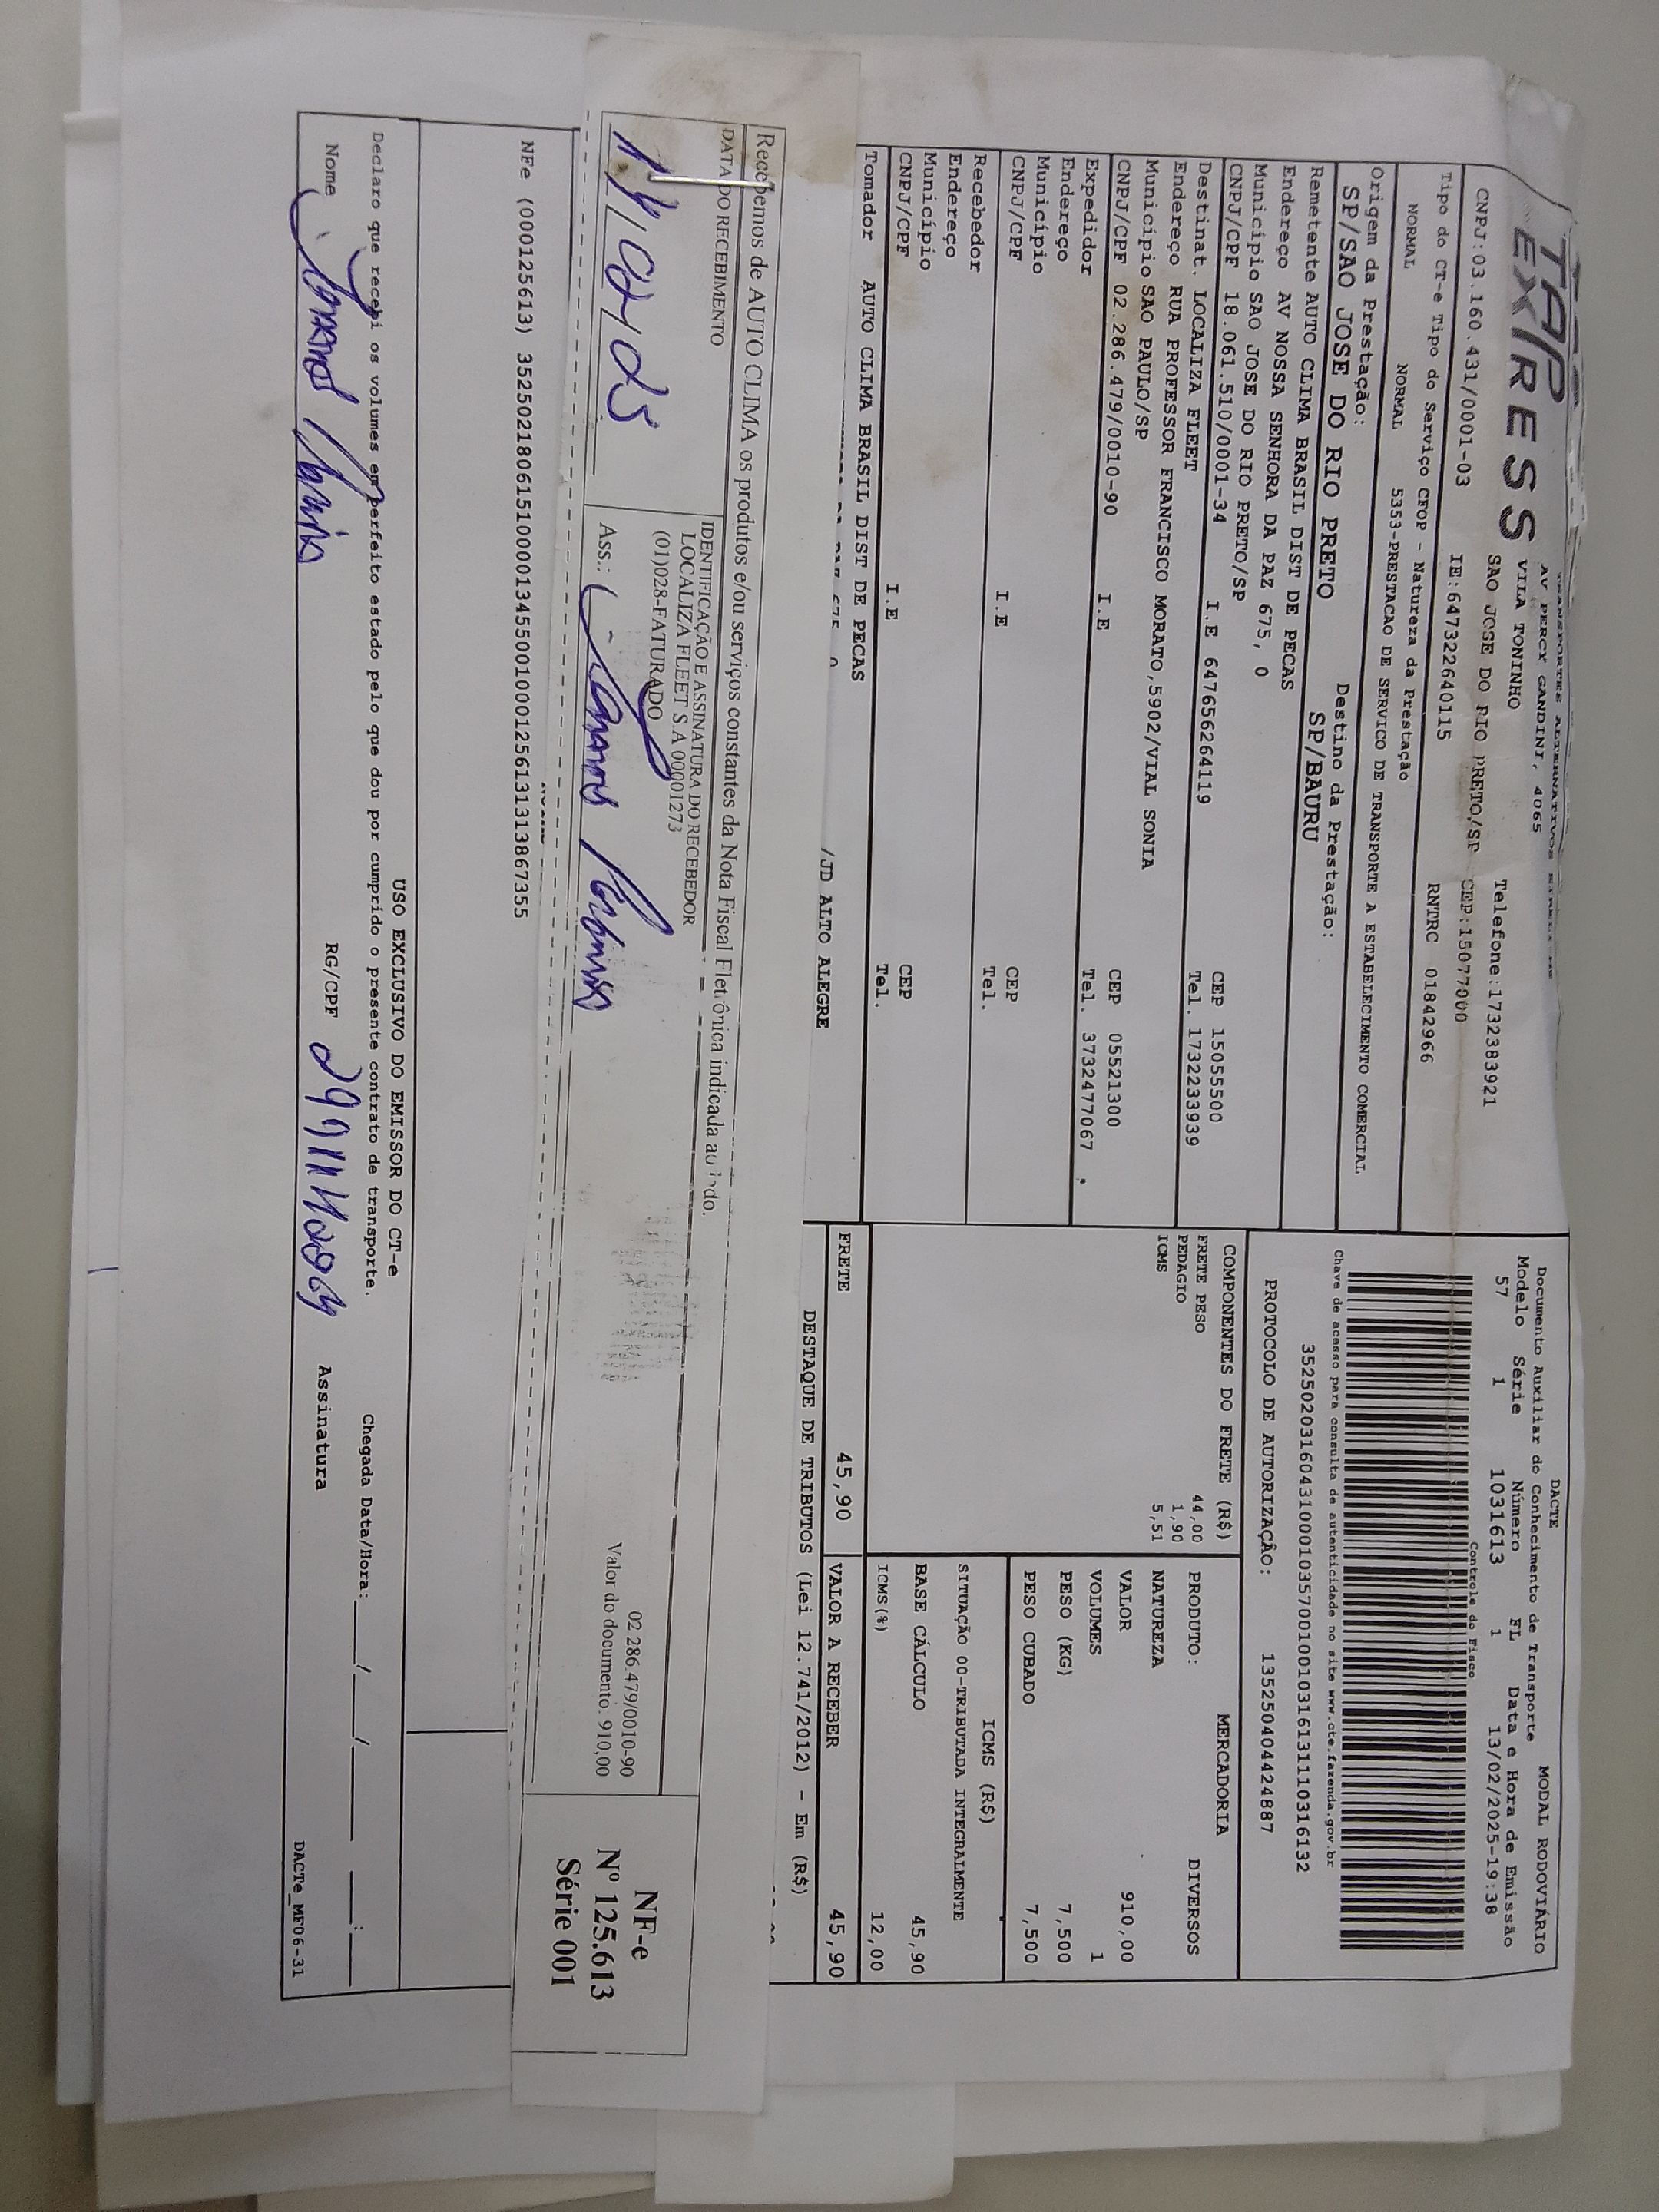 TAP
EXPRESS
AV PERCY GANDINI, 4065
VILA TONINHO
SAO JOSE DO RIO PRETO/SP CEP:15077000
Telefone:1732383921
CNPJ:03.160.431/0001-03 IE:647322640115 RNTRC 01842966
Tipo do CT-e Tipo do Serviço CFOP - Natureza da Prestação
NORMAL NORMAL 5353-PRESTACAO DE SERVICO DE TRANSPORTE A ESTABELECIMENTO COMERCIAL
Origem da Prestação: Destino da Prestação:
SP/SAO JOSE DO RIO PRETO SP/BAURU
Remetente AUTO CLIMA BRASIL DIST DE PECAS
Endereço AV NOSSA SENHORA DA PAZ 675, 0
Município SAO JOSE DO RIO PRETO/SP CEP 15055500
CNPJ/CPF 18.061.510/0001-34 I.E 647656264119 Tel. 1732233939
Destinat. LOCALIZA FLEET
Endereço RUA PROFESSOR FRANCISCO MORATO,5902/VIAL SONIA
Município SAO PAULO/SP CEP 05521300
CNPJ/CPF 02.286.479/0010-90 I.E Tel. 3732477067
Expedidor
Endereço
Município CEP
CNPJ/CPF I.E Tel.
Recebedor
Endereço
Município CEP
CNPJ/CPF I.E Tel.
Tomador AUTO CLIMA BRASIL DIST DE PECAS
/JD ALTO ALEGRE
DACTE MODAL RODOVIÁRIO
Documento Auxiliar do Conhecimento de Transporte
Modelo Série Número FL Data e Hora de Emissão
57 1 1031613 1 13/02/2025-19:38
Controle do Fisco
Chave de acesso para consulta de autenticidade no site www.cte.fazenda.gov.br
35250203160431000103570010010316131110316132
PROTOCOLO DE AUTORIZAÇÃO: 135250404424887
COMPONENTES DO FRETE (R$)
FRETE PESO 44,00
PEDAGIO 1,90
ICMS 5,51
MERCADORIA
PRODUTO: DIVERSOS
NATUREZA
VALOR 910,00
VOLUMES 1
PESO (KG) 7,500
PESO CUBADO 7,500
ICMS (R$)
SITUAÇÃO 00-TRIBUTADA INTEGRALMENTE
BASE CÁLCULO 45,90
ICMS(%) 12,00
FRETE 45,90 VALOR A RECEBER 45,90
DESTAQUE DE TRIBUTOS (Lei 12.741/2012) - Em (R$)
Recebemos de AUTO CLIMA os produtos e/ou serviços constantes da Nota Fiscal Eletrônica indicada ao lado.
DATA DO RECEBIMENTO IDENTIFICAÇÃO E ASSINATURA DO RECEBEDOR
LOCALIZA FLEET S.A 00001273 02.286.479/0010-90
(01)028-FATURADO Valor do documento: 910,00
Ass.:
NF-e
Nº 125.613
Série 001
NFe (000125613) 35250218061510000134550010001256131313867355
USO EXCLUSIVO DO EMISSOR DO CT-e
Declaro que recebi os volumes em perfeito estado pelo que dou por cumprido o presente contrato de transporte. Chegada Data/Hora:___/___/_____ ___:___
Nome RG/CPF Assinatura
DACTe_MF06-31